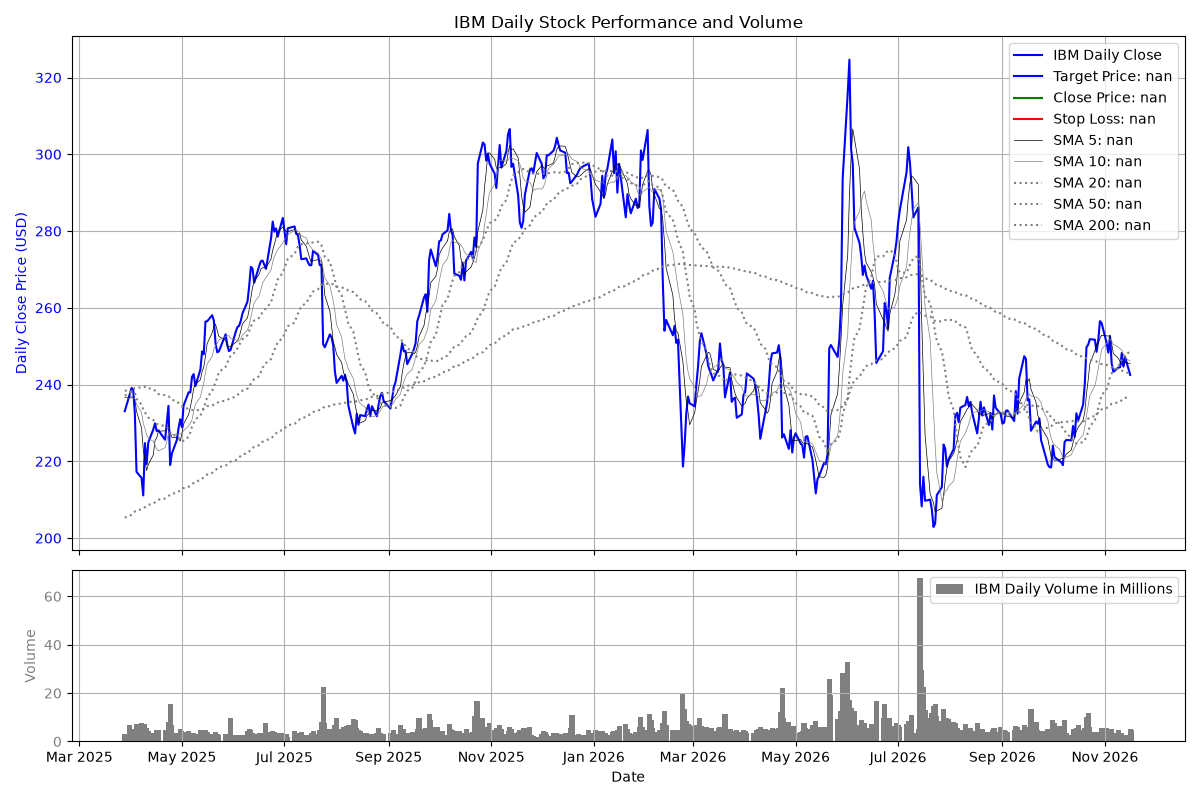 IBM Daily Stock Performance and Volume
Daily Close Price (USD)
320
300
280
260
240
220
200
IBM Daily Close
Target Price: nan
Close Price: nan
Stop Loss: nan
SMA 5: nan
SMA 10: nan
SMA 20: nan
SMA 50: nan
SMA 200: nan
Volume
60
40
20
0
IBM Daily Volume in Millions
Mar 2025 May 2025 Jul 2025 Sep 2025 Nov 2025 Jan 2026 Mar 2026 May 2026 Jul 2026 Sep 2026 Nov 2026
Date